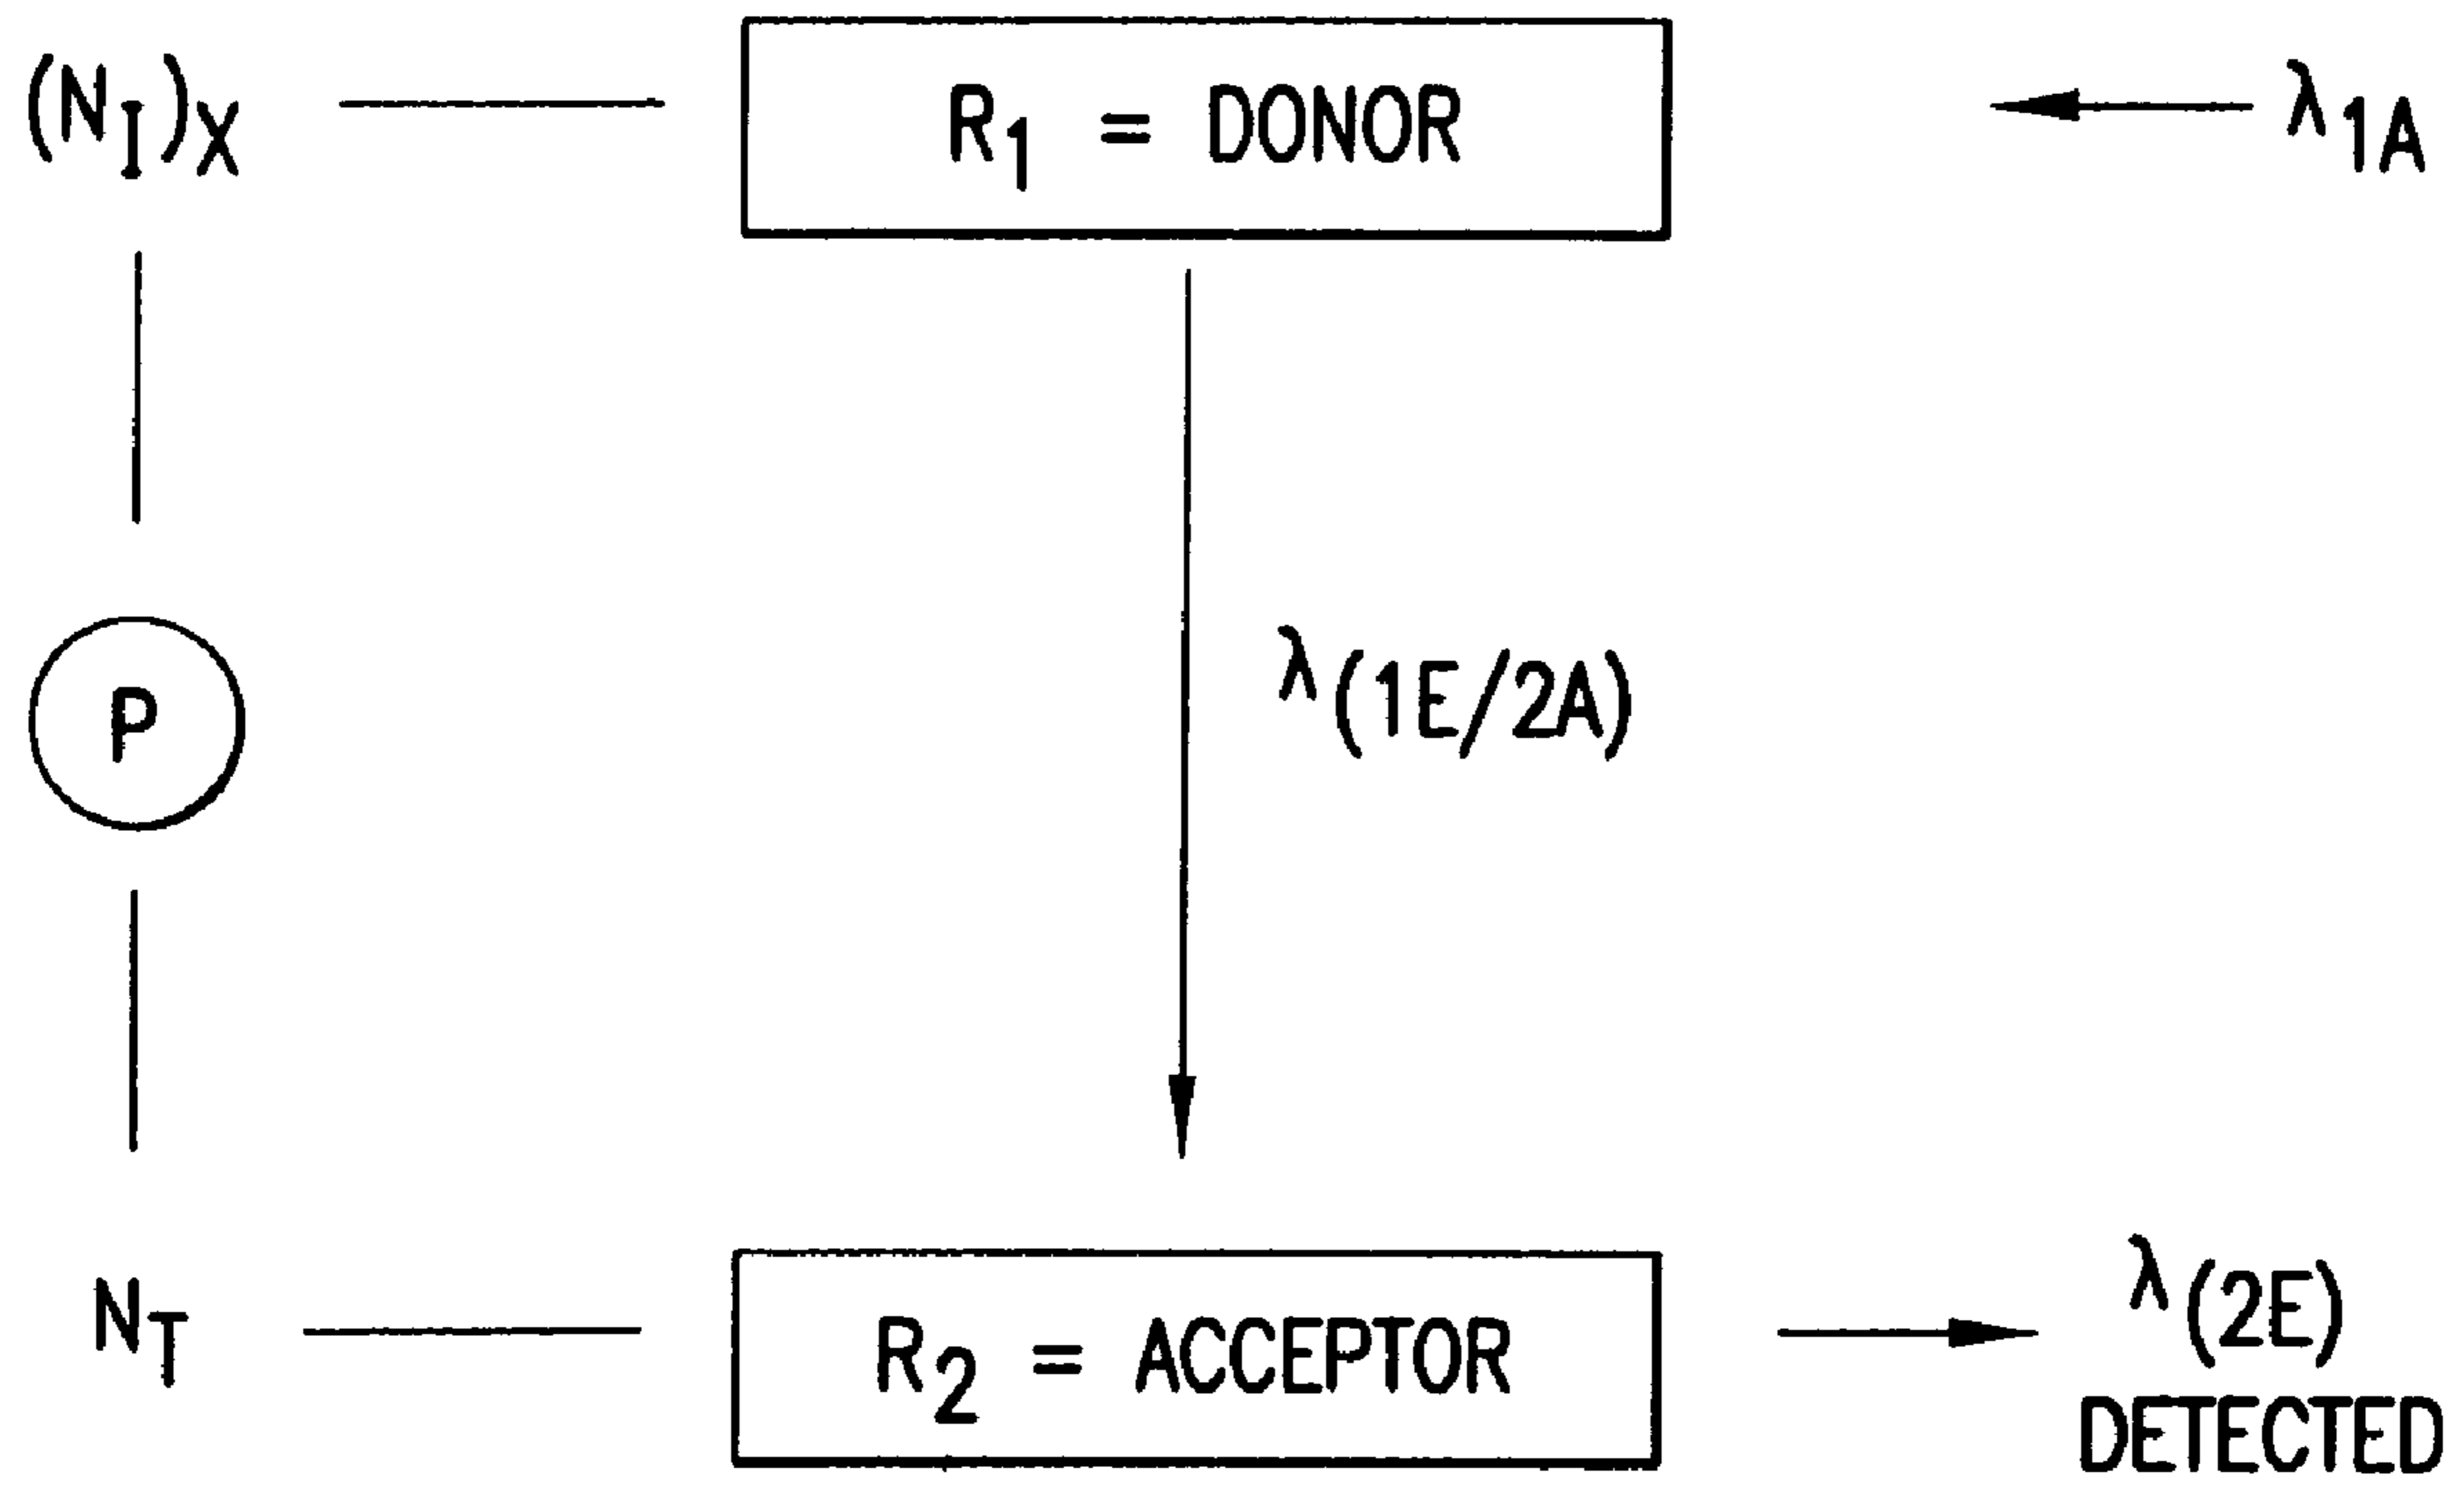 (N_I)_X R_1 = DONOR λ_1A
P λ_(1E/2A)
N_T R_2 = ACCEPTOR λ_(2E)
DETECTED